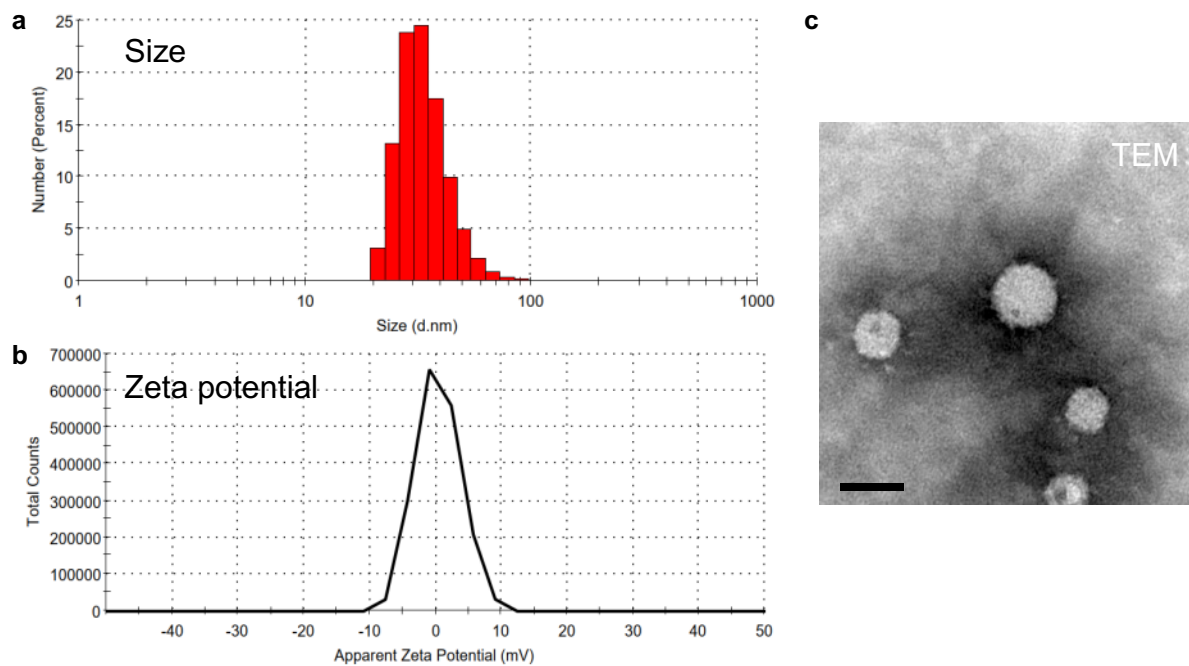 a
Size
25
20
15
10
5
0
Number (Percent)
1 10 100 1000
Size (d.nm)
b
Zeta potential
700000
600000
500000
400000
300000
200000
100000
0
Total Counts
-40 -30 -20 -10 0 10 20 30 40 50
Apparent Zeta Potential (mV)
c
TEM